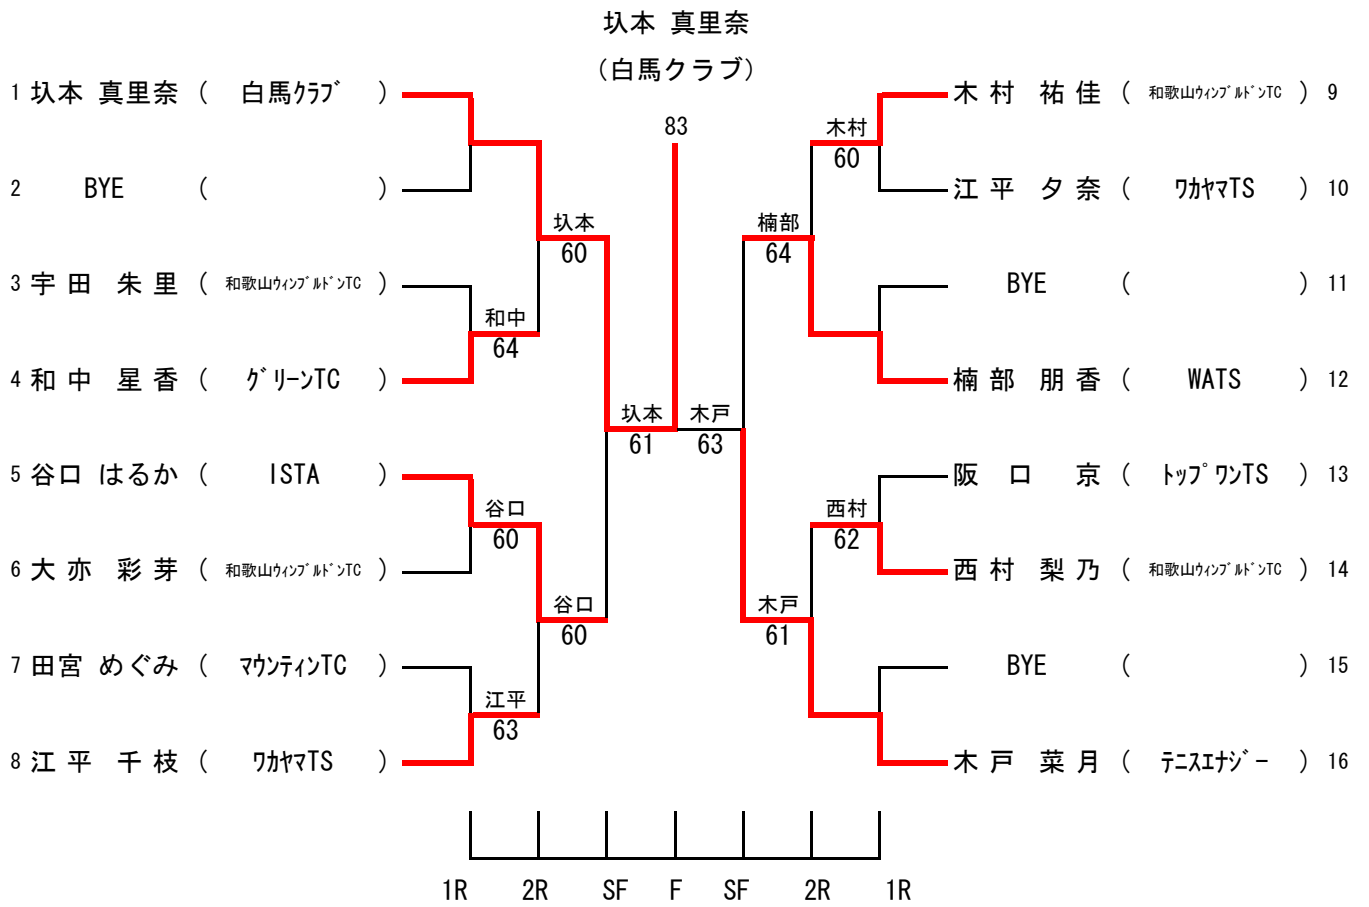 圦本 真里奈
(白馬クラブ)
83
1 圦本 真里奈 ( 白馬クラブ )
2 BYE ( )
3 宇田 朱里 ( 和歌山ウィンブルドンTC )
4 和中 星香 ( グリーンTC )
5 谷口 はるか ( ISTA )
6 大亦 彩芽 ( 和歌山ウィンブルドンTC )
7 田宮 めぐみ ( マウンティンTC )
8 江平 千枝 ( ワカヤマTS )
和中
64
谷口
60
江平
63
圦本
60
谷口
60
圦本
61
木戸
63
楠部
64
木戸
61
木村
60
西村
62
木村 祐佳 ( 和歌山ウィンブルドンTC ) 9
江平 夕奈 ( ワカヤマTS ) 10
BYE ( ) 11
楠部 朋香 ( WATS ) 12
阪口 京 ( トップワンTS ) 13
西村 梨乃 ( 和歌山ウィンブルドンTC ) 14
BYE ( ) 15
木戸 菜月 ( テニスエナジー ) 16
1R 2R SF F SF 2R 1R